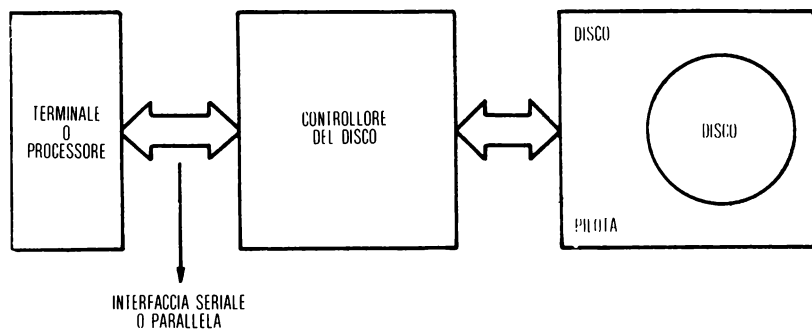 TERMINALE
O
PROCESSORE
CONTROLLORE
DEL DISCO
DISCO
DISCO
PILOTA
INTERFACCIA SERIALE
O PARALLELA